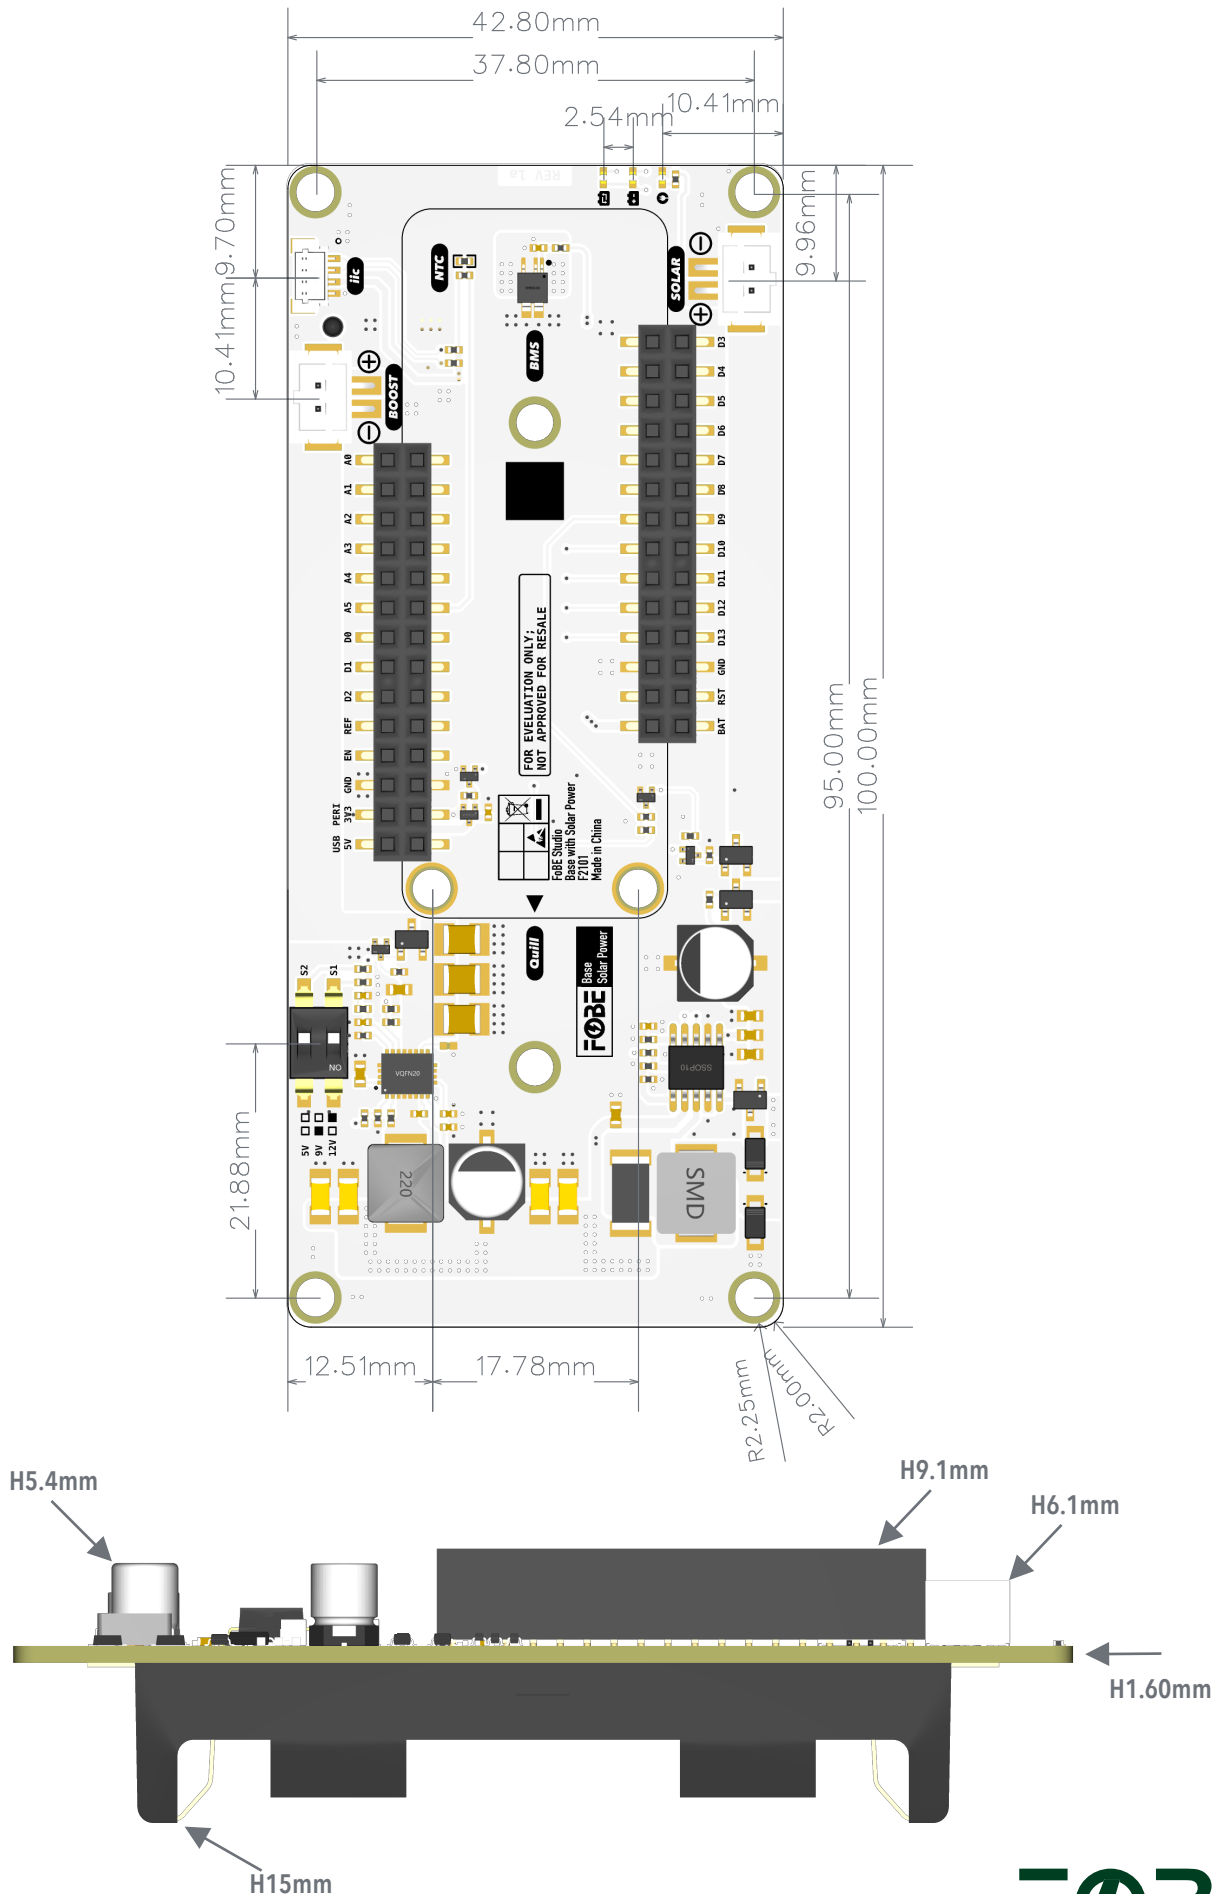 42.80mm
37.80mm
10.41mm
2.54mm
9.70mm
10.41mm
9.96mm
REV 1a
iic
NTC
SOLAR
BMS
BOOST
D3
D4
D5
D6
D7
D8
D9
D10
D11
D12
D13
GND
RST
BAT
A0
A1
A2
A3
A4
A5
D0
D1
D2
REF
EN
GND
PERI
3V3
USB
5V
FOR EVELUATION ONLY;
NOT APPROVED FOR RESALE
FoBE Studio
Base with Solar Power
F2101
Made in China
95.00mm
100.00mm
Quill
FOBE
Base
Solar Power
S2
S1
ON
VQFN20
SSOP10
5V
9V
12V
220
SMD
21.88mm
12.51mm
17.78mm
R2.25mm
R2.00mm
H5.4mm
H9.1mm
H6.1mm
H1.60mm
H15mm